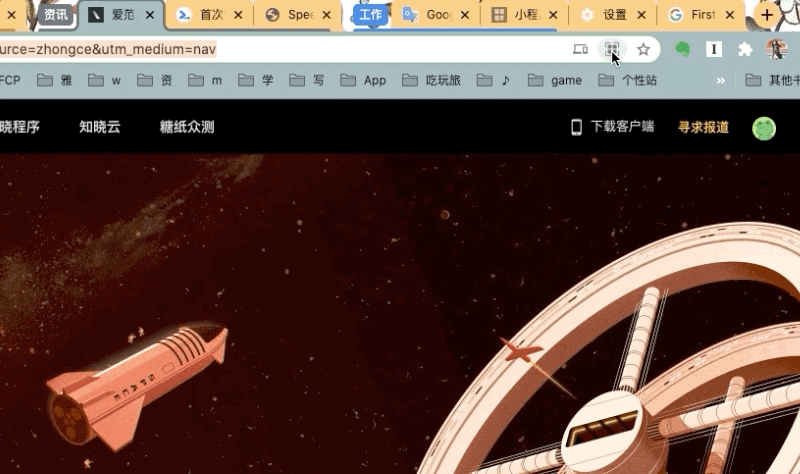 资讯 爱范 首次 Spee 工作 Goog 小程 设置 First
urce=zhongce&utm_medium=nav
FCP 雅 w 资 m 学 写 App 吃玩旅 ♪ game 个性站 » 其他书
晓程序 知晓云 糖纸众测 下载客户端 寻求报道
SPACE